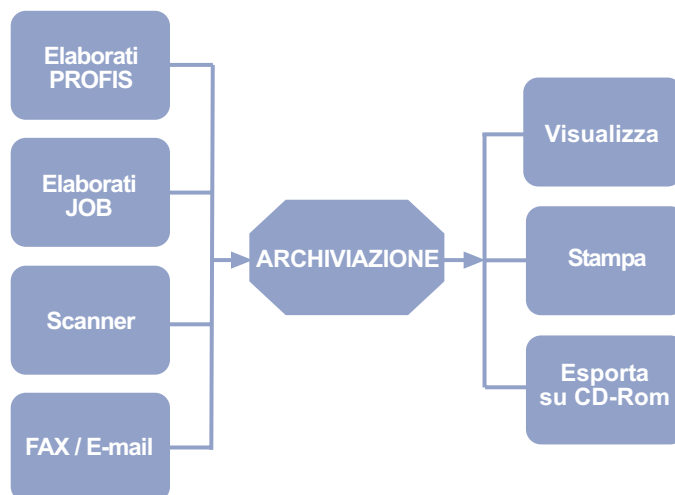 Elaborati
PROFIS
Elaborati
JOB
Scanner
FAX / E-mail
ARCHIVIAZIONE
Visualizza
Stampa
Esporta
su CD-Rom